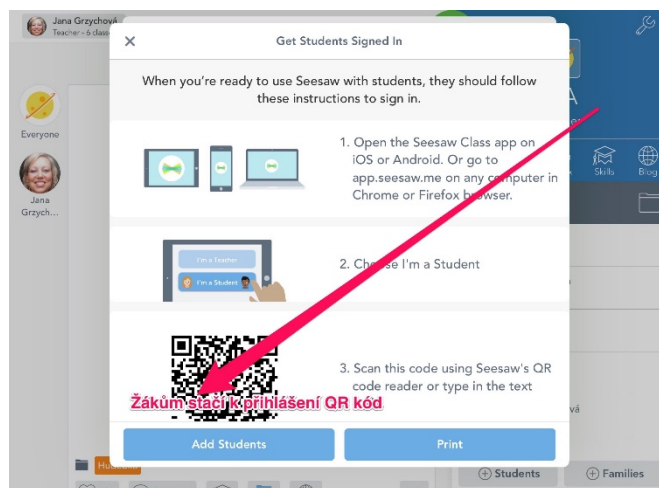 Jana Grzychová
Teacher - 6 class
Get Students Signed In
When you're ready to use Seesaw with students, they should follow
these instructions to sign in.
Everyone
Jana
Grzych...
1. Open the Seesaw Class app on
iOS or Android. Or go to
app.seesaw.me on any computer in
Chrome or Firefox browser.
I'm a Teacher
I'm a Student
2. Choose I'm a Student
3. Scan this code using Seesaw's QR
code reader or type in the text
Žákům stačí k přihlášení QR kód
Add Students
Print
Skills
Blog
vá
Hu
Students
Families